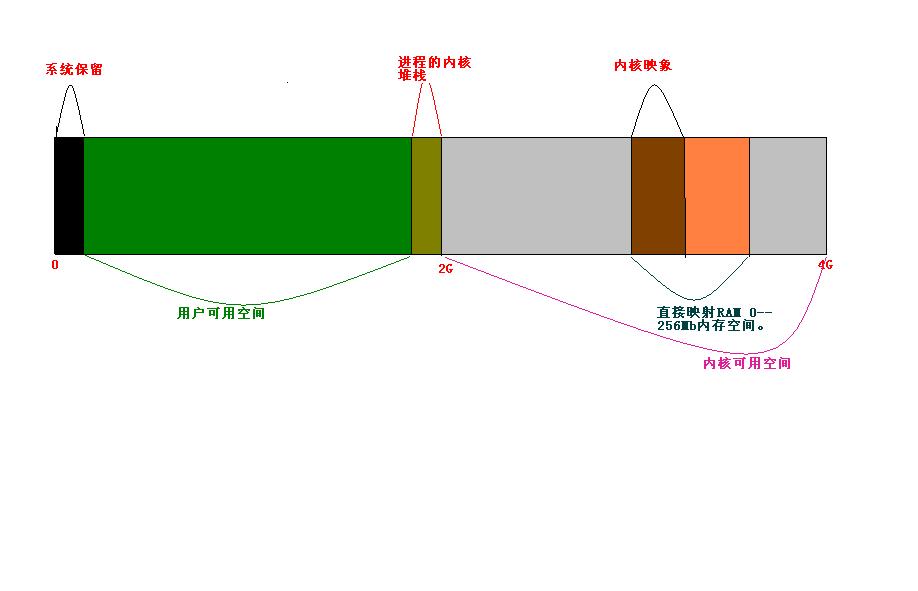 系统保留
进程的内核
堆栈
内核映象
0
2G
4G
用户可用空间
直接映射RAM 0--
256Mb内存空间。
内核可用空间